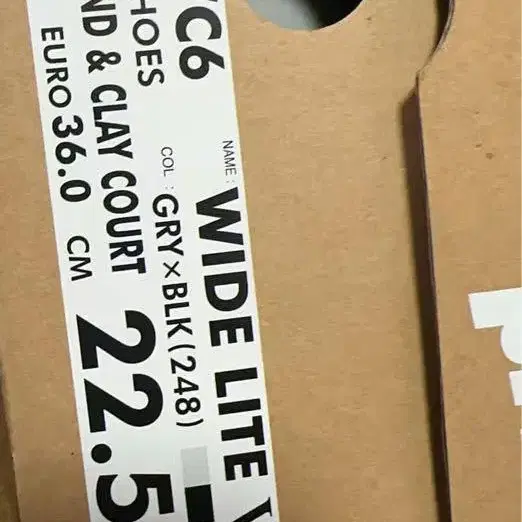 C6
NAME : WIDE LITE V
HOES
COL : GRY×BLK(248)
ND & CLAY COURT
EURO 36.0 CM 22.5